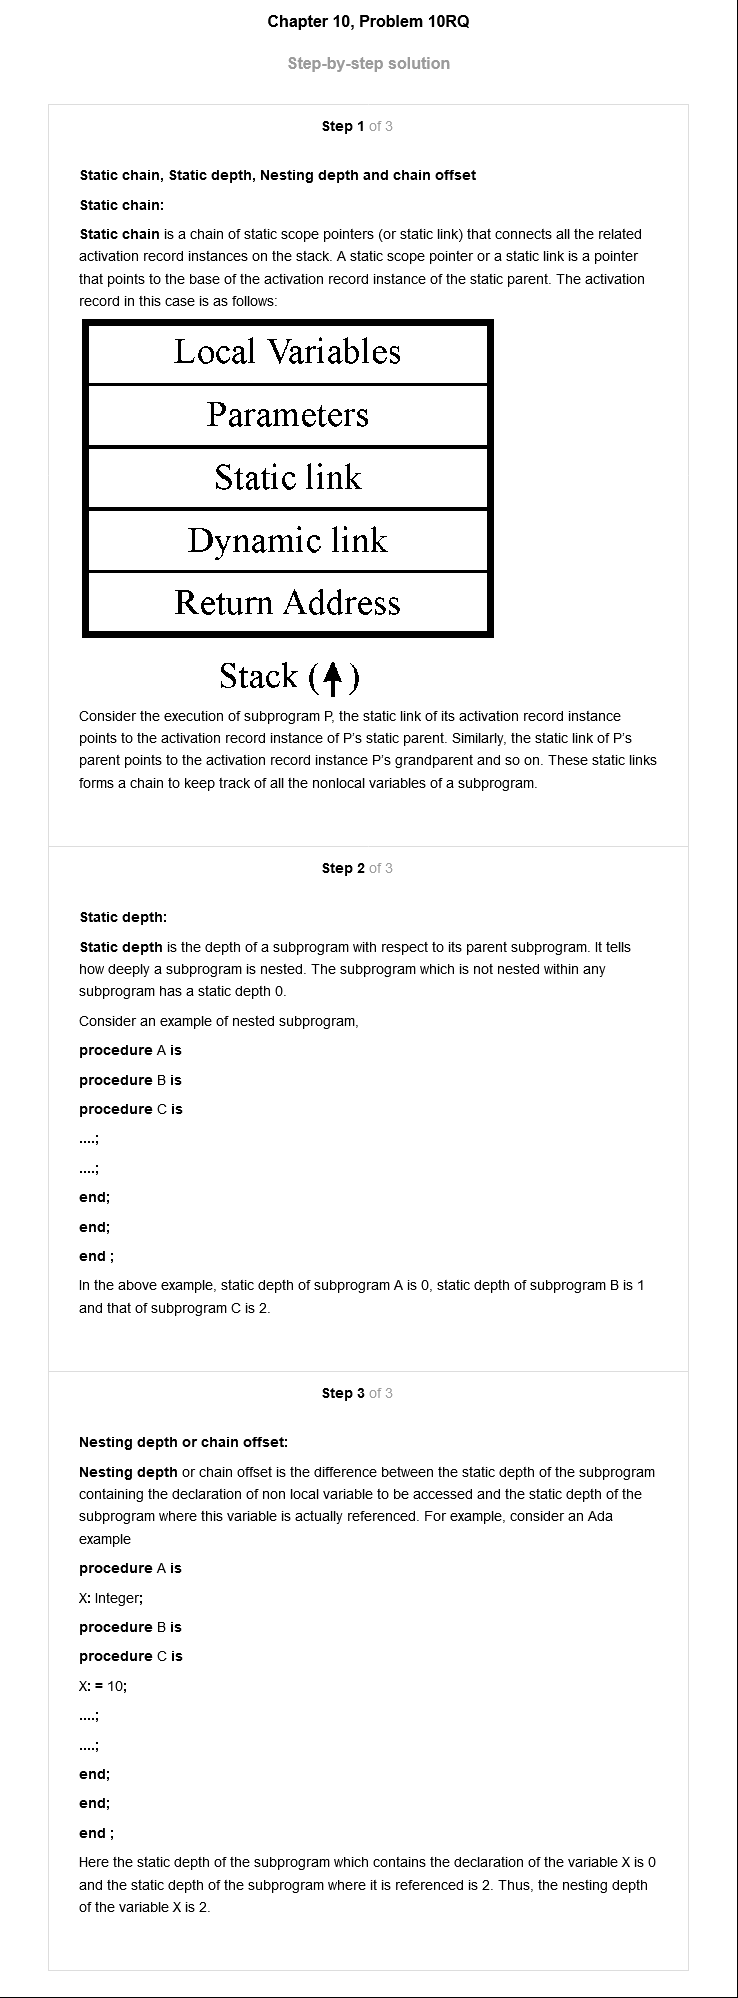 Chapter 10, Problem 10RQ
Step-by-step solution
Step 1 of 3
Static chain, Static depth, Nesting depth and chain offset
Static chain:
Static chain is a chain of static scope pointers (or static link) that connects all the related
activation record instances on the stack. A static scope pointer or a static link is a pointer
that points to the base of the activation record instance of the static parent. The activation
record in this case is as follows:
Local Variables
Parameters
Static link
Dynamic link
Return Address
Stack (↑)
Consider the execution of subprogram P, the static link of its activation record instance
points to the activation record instance of P's static parent. Similarly, the static link of P's
parent points to the activation record instance P's grandparent and so on. These static links
forms a chain to keep track of all the nonlocal variables of a subprogram.
Step 2 of 3
Static depth:
Static depth is the depth of a subprogram with respect to its parent subprogram. It tells
how deeply a subprogram is nested. The subprogram which is not nested within any
subprogram has a static depth 0.
Consider an example of nested subprogram,
procedure A is
procedure B is
procedure C is
....;
....;
end;
end;
end ;
In the above example, static depth of subprogram A is 0, static depth of subprogram B is 1
and that of subprogram C is 2.
Step 3 of 3
Nesting depth or chain offset:
Nesting depth or chain offset is the difference between the static depth of the subprogram
containing the declaration of non local variable to be accessed and the static depth of the
subprogram where this variable is actually referenced. For example, consider an Ada
example
procedure A is
X: Integer;
procedure B is
procedure C is
X: = 10;
....;
....;
end;
end;
end ;
Here the static depth of the subprogram which contains the declaration of the variable X is 0
and the static depth of the subprogram where it is referenced is 2. Thus, the nesting depth
of the variable X is 2.